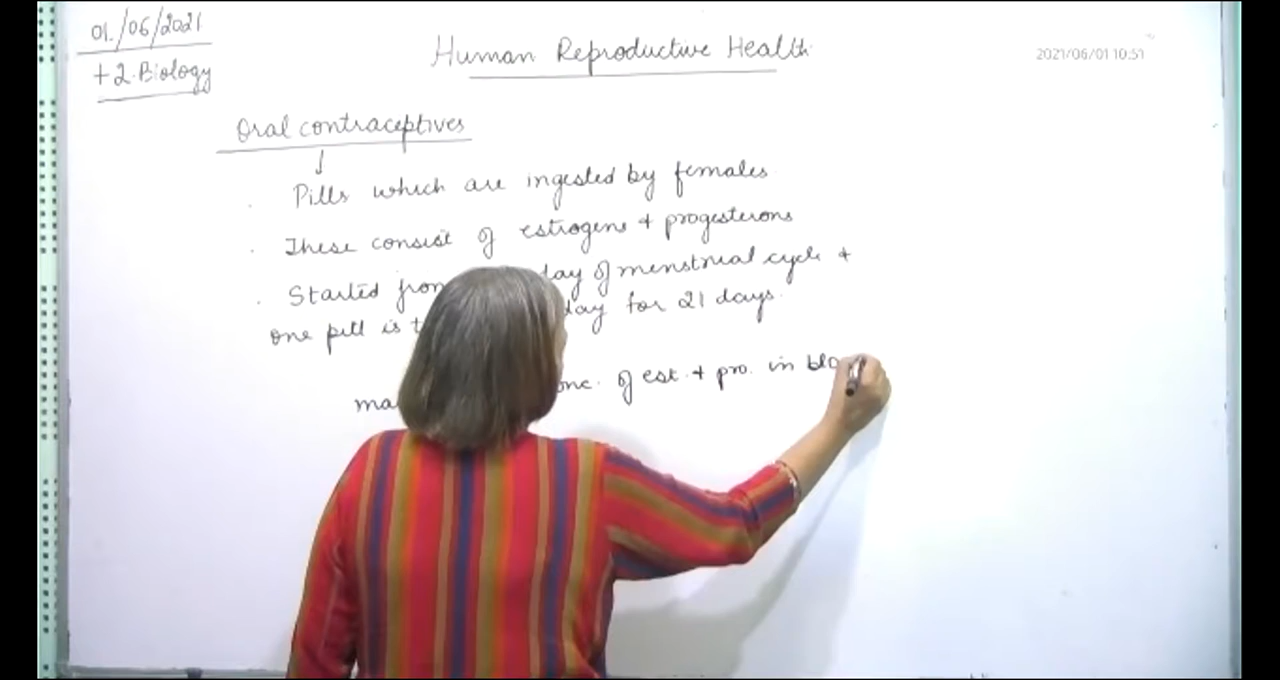 01/06/2021
+2 Biology
Human Reproductive Health
2021/06/01 10:51
Oral contraceptives
↓
. Pills which are ingested by females
. These consist of estrogens + progesterons
. Started from day of menstrual cycle +
one pill is day for 21 days.
of est. + pro. in